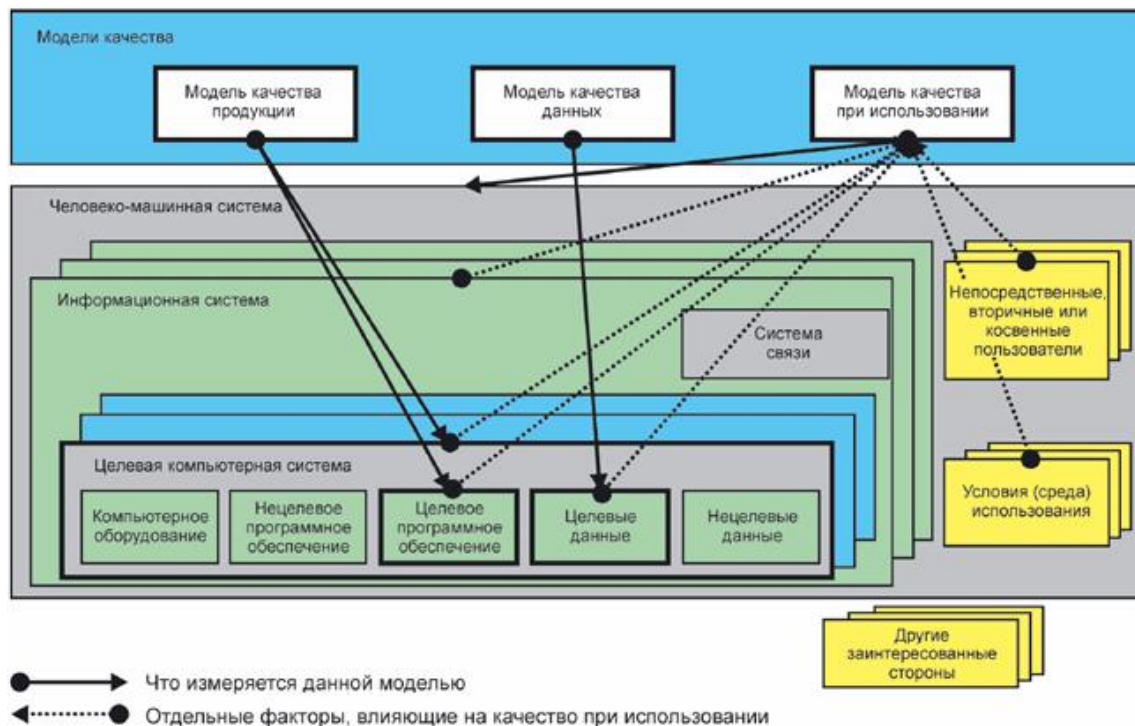 Модели качества
Модель качества
продукции
Модель качества
данных
Модель качества
при использовании
Человеко-машинная система
Информационная система
Система
связи
Непосредственные,
вторичные или
косвенные
пользователи
Целевая компьютерная система
Компьютерное
оборудование
Нецелевое
программное
обеспечение
Целевое
программное
обеспечение
Целевые
данные
Нецелевые
данные
Условия (среда)
использования
Другие
заинтересованные
стороны
Что измеряется данной моделью
Отдельные факторы, влияющие на качество при использовании